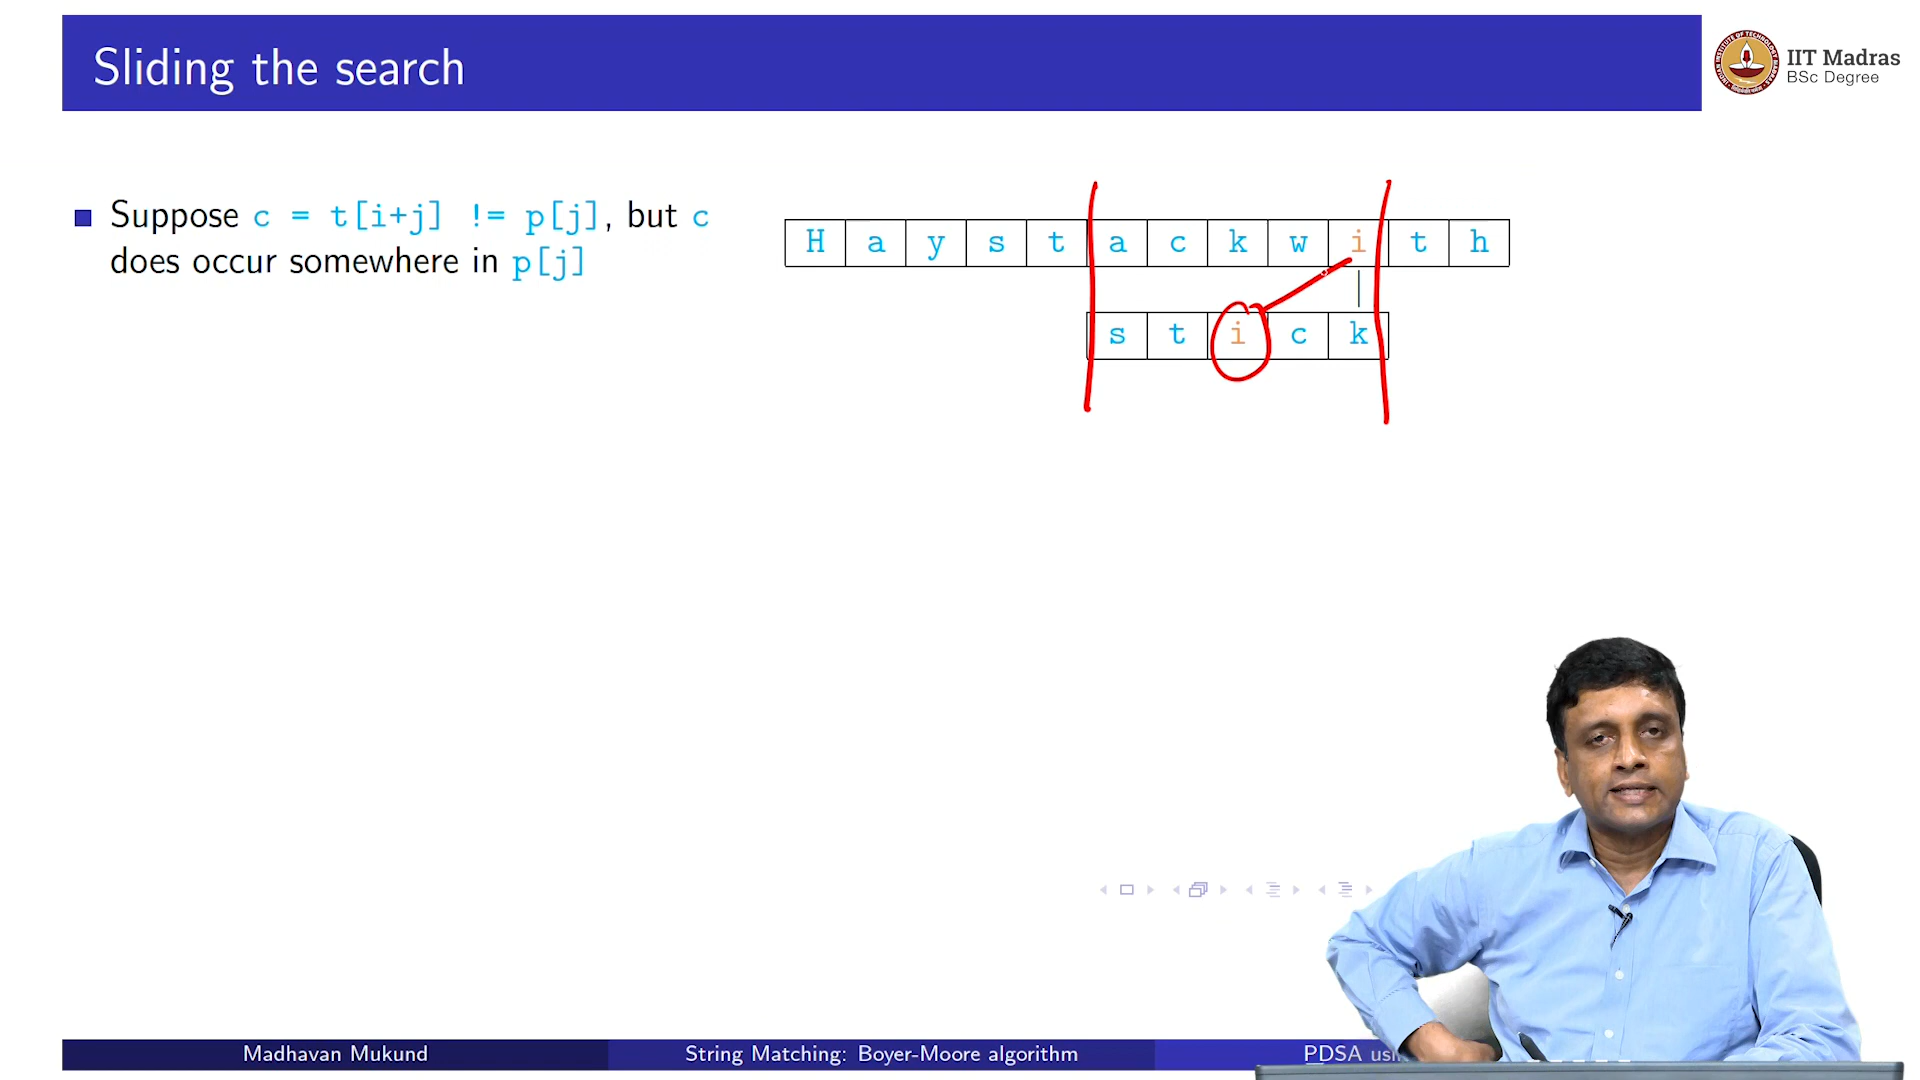 Sliding the search
IIT Madras
BSc Degree
Suppose c = t[i+j] != p[j], but c
does occur somewhere in p[j]
H a y s t a c k w i t h
s t i c k
Madhavan Mukund
String Matching: Boyer-Moore algorithm
PDSA